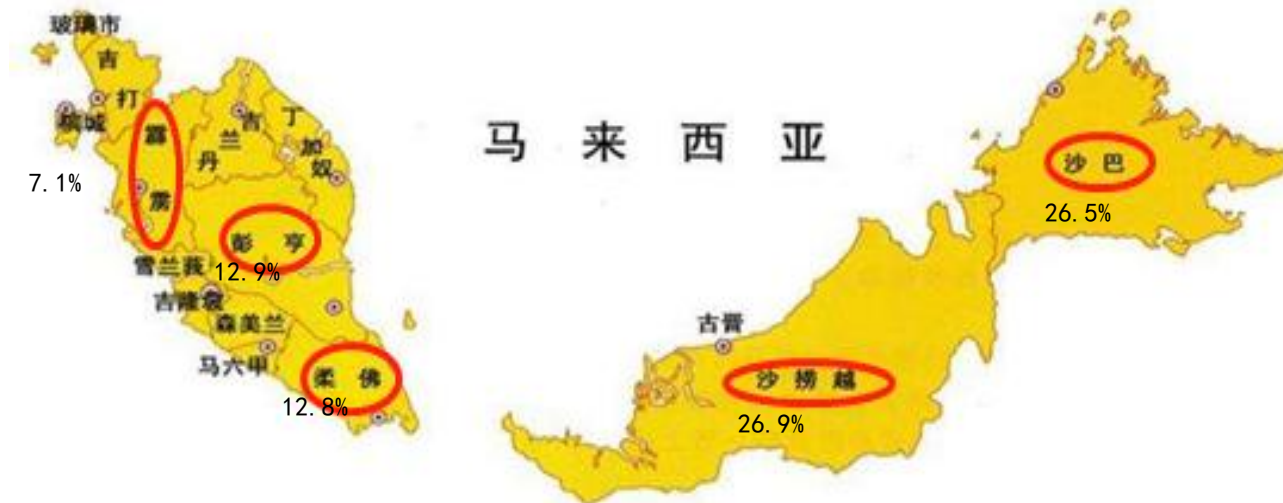 玻璃市
吉打
槟城
霹雳
7.1%
吉兰丹
丁加奴
彭亨
12.9%
雪兰莪
吉隆坡
森美兰
马六甲
柔佛
12.8%
马来西亚
沙巴
26.5%
古晋
沙捞越
26.9%